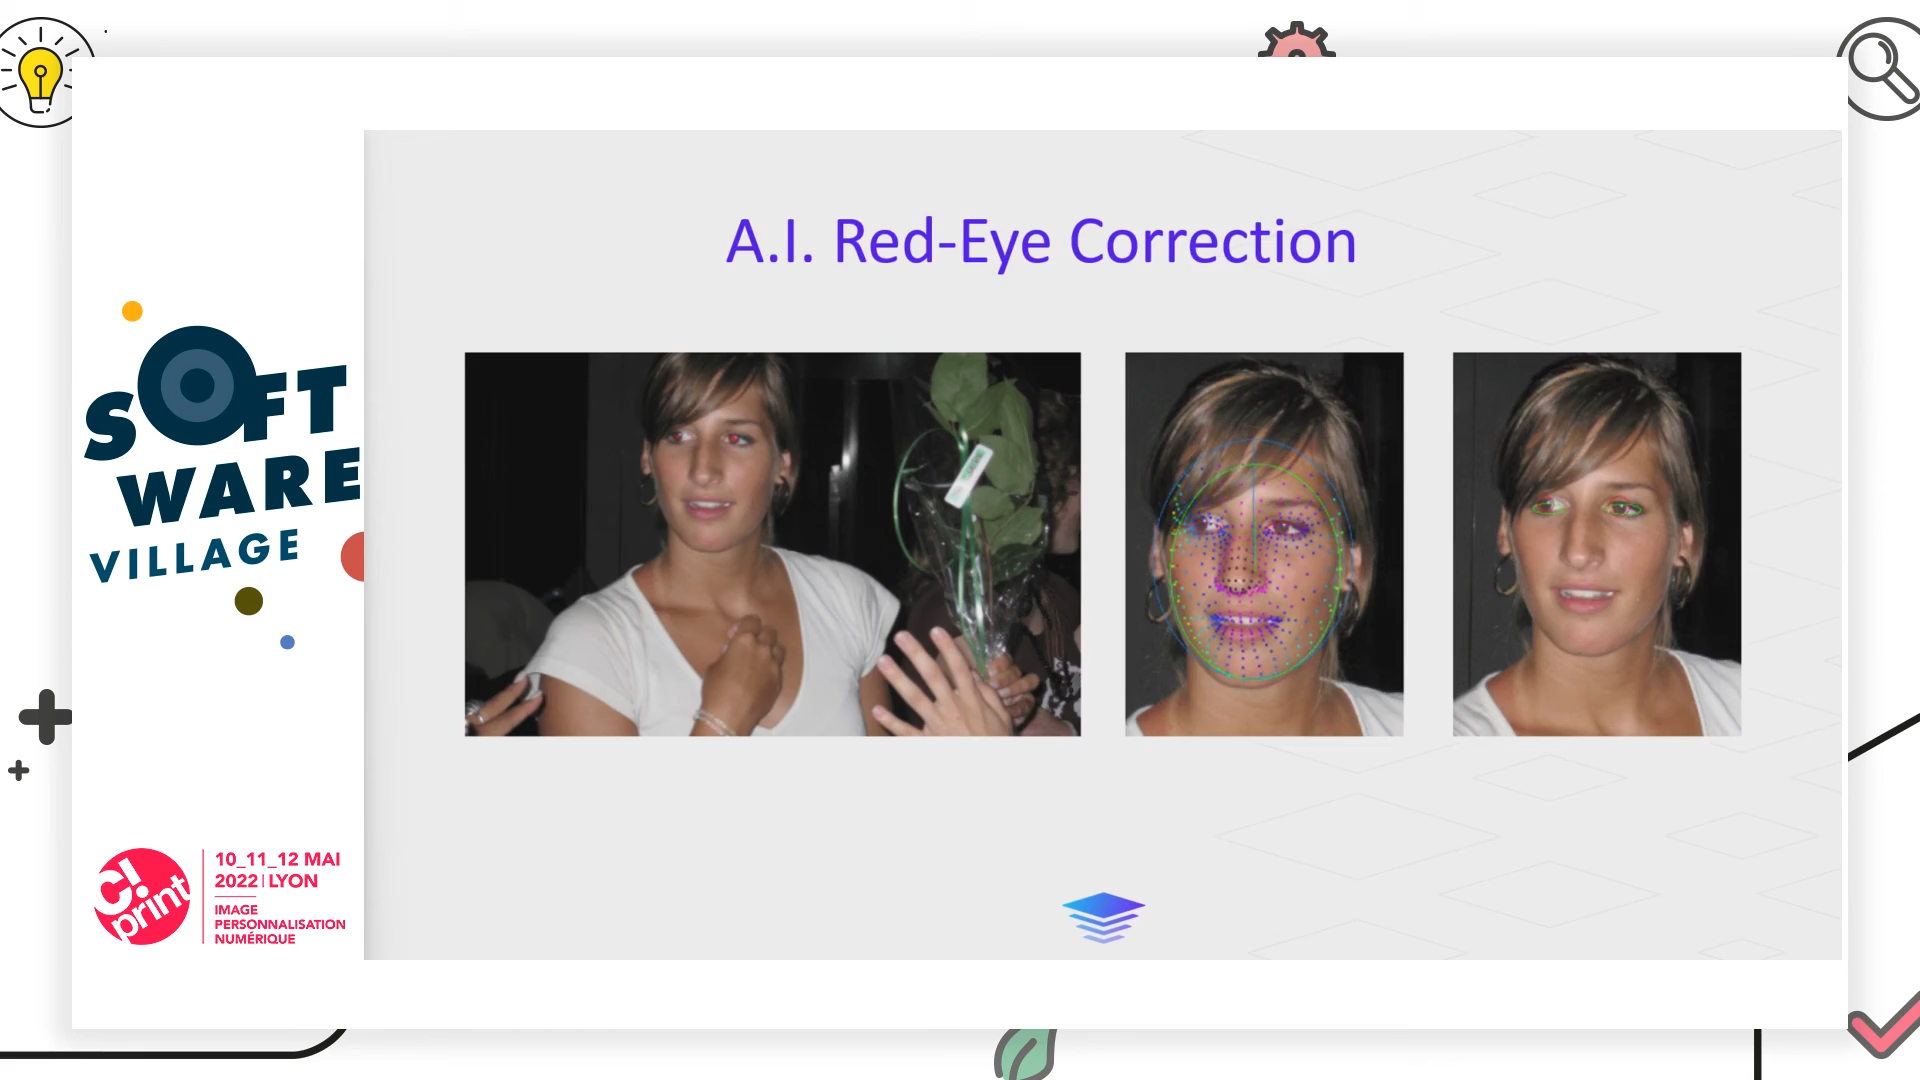 A.I. Red-Eye Correction
SOFT
WARE
VILLAGE
C!print
10_11_12 MAI
2022 | LYON
IMAGE
PERSONNALISATION
NUMÉRIQUE